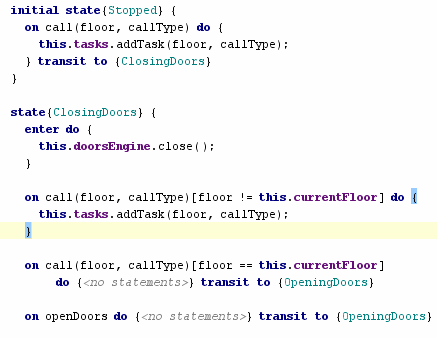 initial state{Stopped} {
on call(floor, callType) do {
this.tasks.addTask(floor, callType);
} transit to {ClosingDoors}
}
state{ClosingDoors} {
enter do {
this.doorsEngine.close();
}
on call(floor, callType)[floor != this.currentFloor] do {
this.tasks.addTask(floor, callType);
}
on call(floor, callType)[floor == this.currentFloor]
do {<no statements>} transit to {OpeningDoors}
on openDoors do {<no statements>} transit to {OpeningDoors}